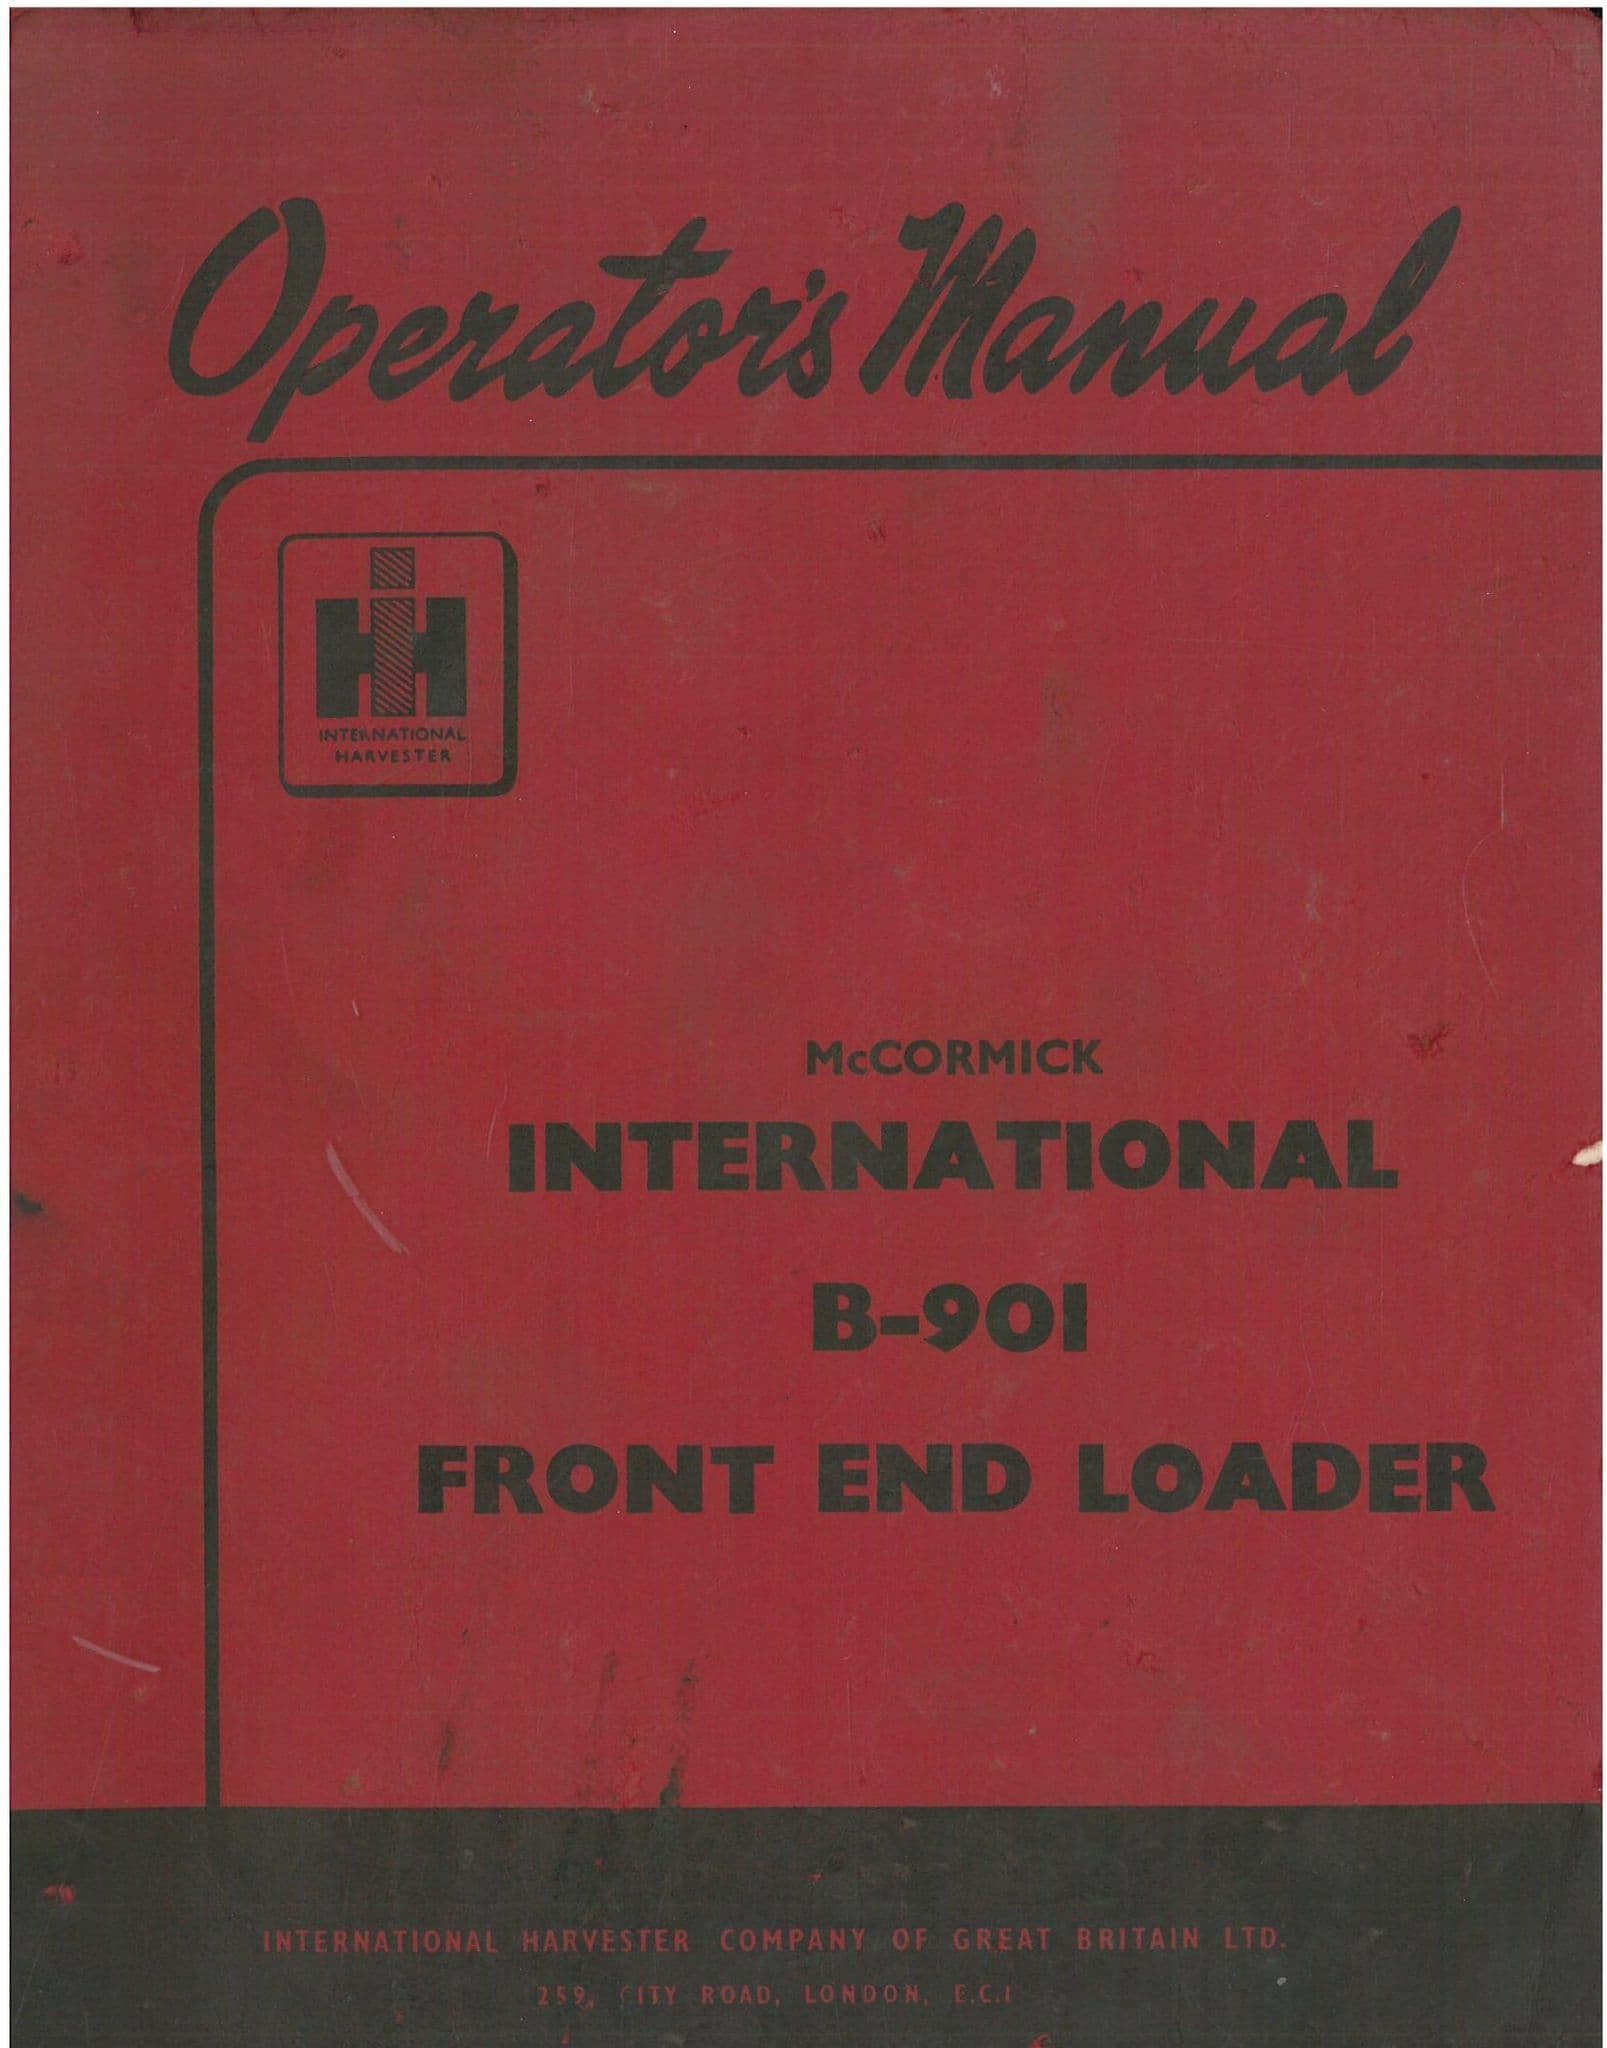 Operator's Manual
IH
INTERNATIONAL
HARVESTER
McCORMICK
INTERNATIONAL
B-901
FRONT END LOADER
INTERNATIONAL HARVESTER COMPANY OF GREAT BRITAIN LTD.
259, CITY ROAD, LONDON, E.C.1